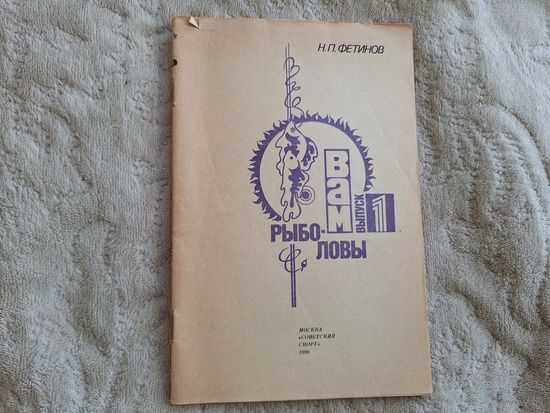 Н.П. ФЕТИНОВ
Вам
РЫБО-
ЛОВЫ
ВЫПУСК 1
МОСКВА
«СОВЕТСКИЙ
СПОРТ»
1990